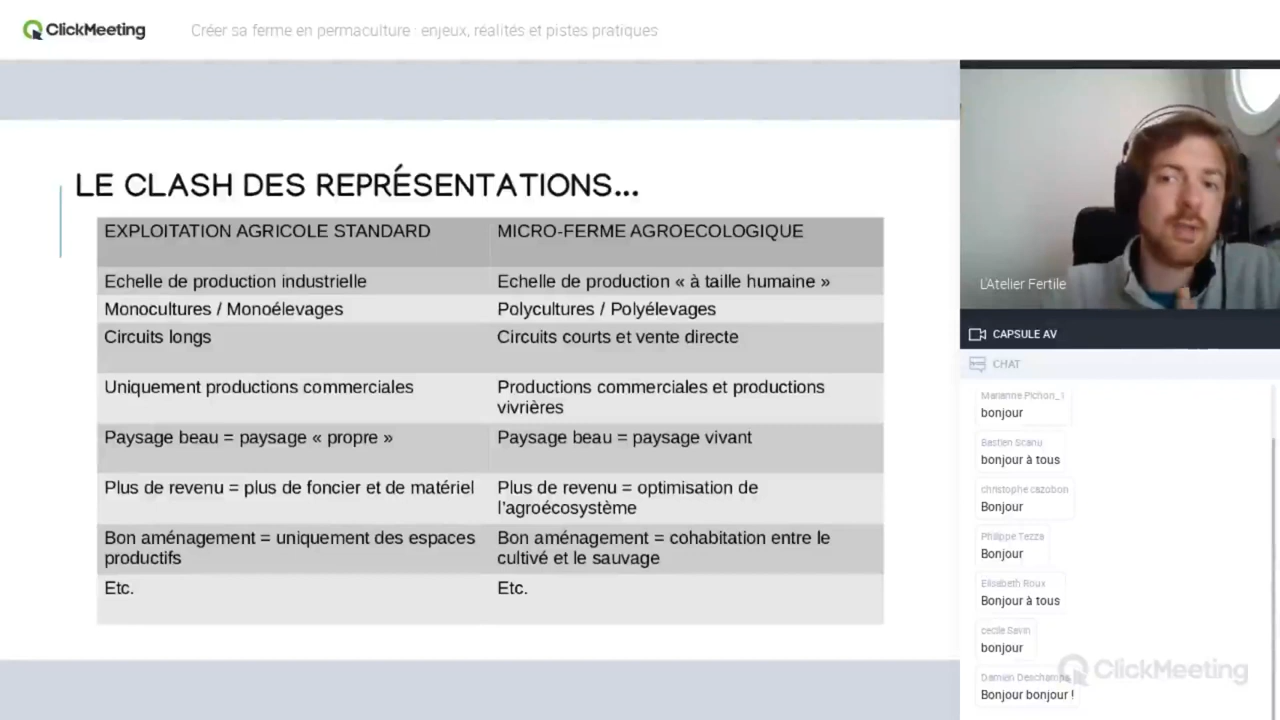 ClickMeeting
Créer sa ferme en permaculture : enjeux, réalités et pistes pratiques
LE CLASH DES REPRÉSENTATIONS...
EXPLOITATION AGRICOLE STANDARD
MICRO-FERME AGROECOLOGIQUE
Echelle de production industrielle
Echelle de production « à taille humaine »
Monocultures / Monoélevages
Polycultures / Polyélevages
Circuits longs
Circuits courts et vente directe
Uniquement productions commerciales
Productions commerciales et productions
vivrières
Paysage beau = paysage « propre »
Paysage beau = paysage vivant
Plus de revenu = plus de foncier et de matériel
Plus de revenu = optimisation de
l'agroécosystème
Bon aménagement = uniquement des espaces
productifs
Bon aménagement = cohabitation entre le
cultivé et le sauvage
Etc.
Etc.
L'Atelier Fertile
CAPSULE AV
CHAT
Marianne Pichon_1
bonjour
Bastien Scanu
bonjour à tous
christophe cazobon
Bonjour
Philippe Tezza
Bonjour
Elisabeth Roux
Bonjour à tous
cecile Savin
bonjour
Damien Deschamps
Bonjour bonjour !
ClickMeeting